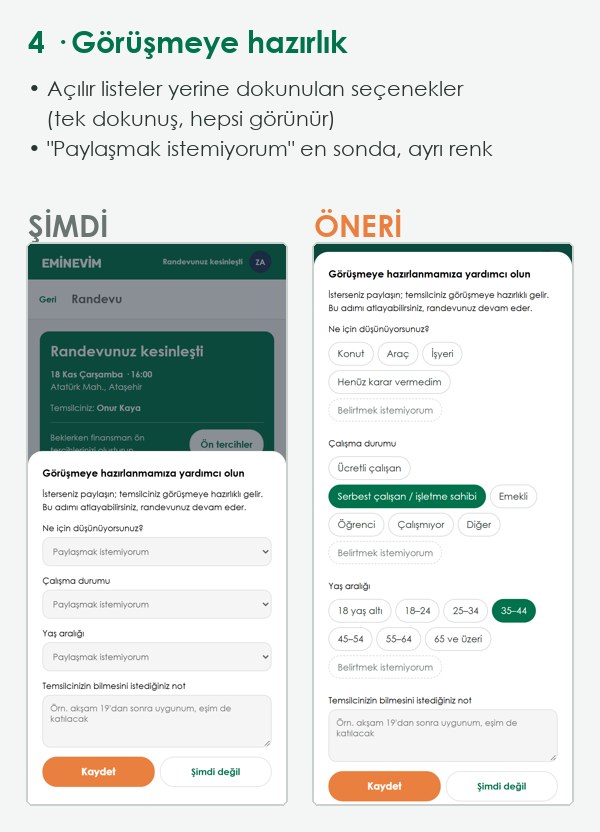 4 · Görüşmeye hazırlık
• Açılır listeler yerine dokunulan seçenekler
(tek dokunuş, hepsi görünür)
• "Paylaşmak istemiyorum" en sonda, ayrı renk
ŞİMDİ
EMİNEVİM
Randevunuz kesinleşti
ZA
Geri
Randevu
Randevunuz kesinleşti
18 Kas Çarşamba · 16:00
Atatürk Mah., Ataşehir
Temsilciniz: Onur Kaya
Beklerken finansman ön
tercihlerinizi oluşturun
Ön tercihler
Görüşmeye hazırlanmamıza yardımcı olun
İsterseniz paylaşın; temsilciniz görüşmeye hazırlıklı gelir.
Bu adımı atlayabilirsiniz, randevunuz devam eder.
Ne için düşünüyorsunuz?
Paylaşmak istemiyorum
Çalışma durumu
Paylaşmak istemiyorum
Yaş aralığı
Paylaşmak istemiyorum
Temsilcinizin bilmesini istediğiniz not
Örn. akşam 19'dan sonra uygunum, eşim de
katılacak
Kaydet
Şimdi değil
ÖNERİ
Görüşmeye hazırlanmamıza yardımcı olun
İsterseniz paylaşın; temsilciniz görüşmeye hazırlıklı gelir.
Bu adımı atlayabilirsiniz, randevunuz devam eder.
Ne için düşünüyorsunuz?
Konut
Araç
İşyeri
Henüz karar vermedim
Belirtmek istemiyorum
Çalışma durumu
Ücretli çalışan
Serbest çalışan / işletme sahibi
Emekli
Öğrenci
Çalışmıyor
Diğer
Belirtmek istemiyorum
Yaş aralığı
18 yaş altı
18–24
25–34
35–44
45–54
55–64
65 ve üzeri
Belirtmek istemiyorum
Temsilcinizin bilmesini istediğiniz not
Örn. akşam 19'dan sonra uygunum, eşim de
katılacak
Kaydet
Şimdi değil